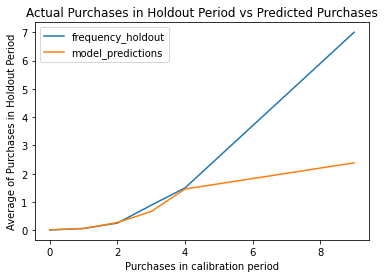 Actual Purchases in Holdout Period vs Predicted Purchases
frequency_holdout
model_predictions
Average of Purchases in Holdout Period
7
6
5
4
3
2
1
0
0 2 4 6 8
Purchases in calibration period